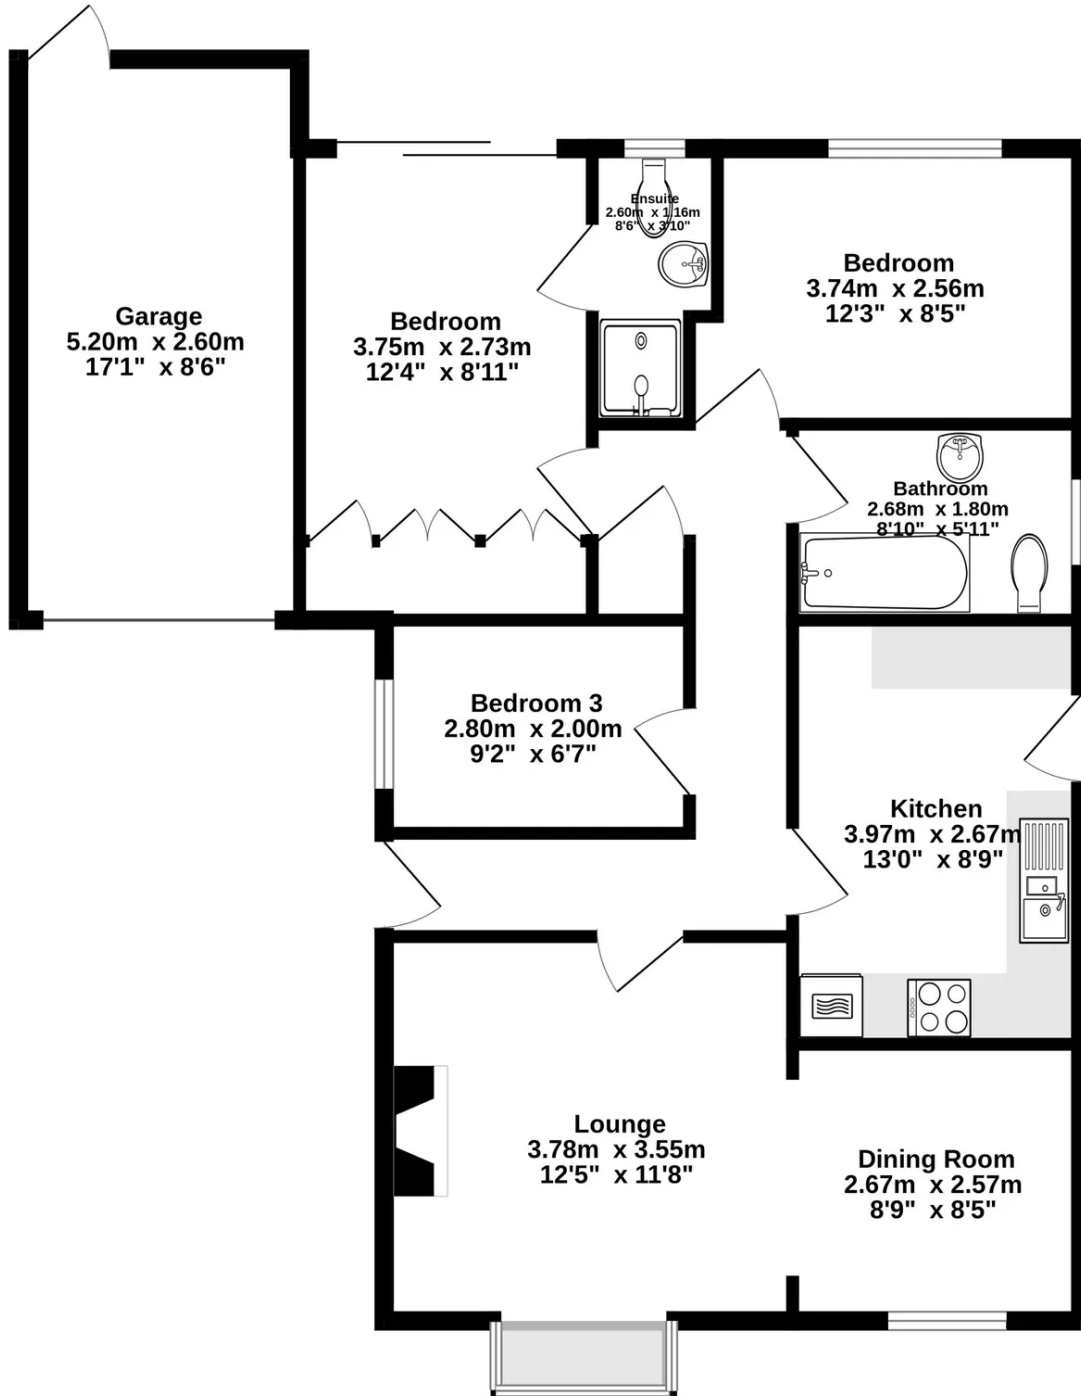 Ensuite
2.60m x 1.16m
8'6" x 3'10"
Bedroom
3.74m x 2.56m
12'3" x 8'5"
Garage
5.20m x 2.60m
17'1" x 8'6"
Bedroom
3.75m x 2.73m
12'4" x 8'11"
Bathroom
2.68m x 1.80m
8'10" x 5'11"
Bedroom 3
2.80m x 2.00m
9'2" x 6'7"
Kitchen
3.97m x 2.67m
13'0" x 8'9"
Lounge
3.78m x 3.55m
12'5" x 11'8"
Dining Room
2.67m x 2.57m
8'9" x 8'5"